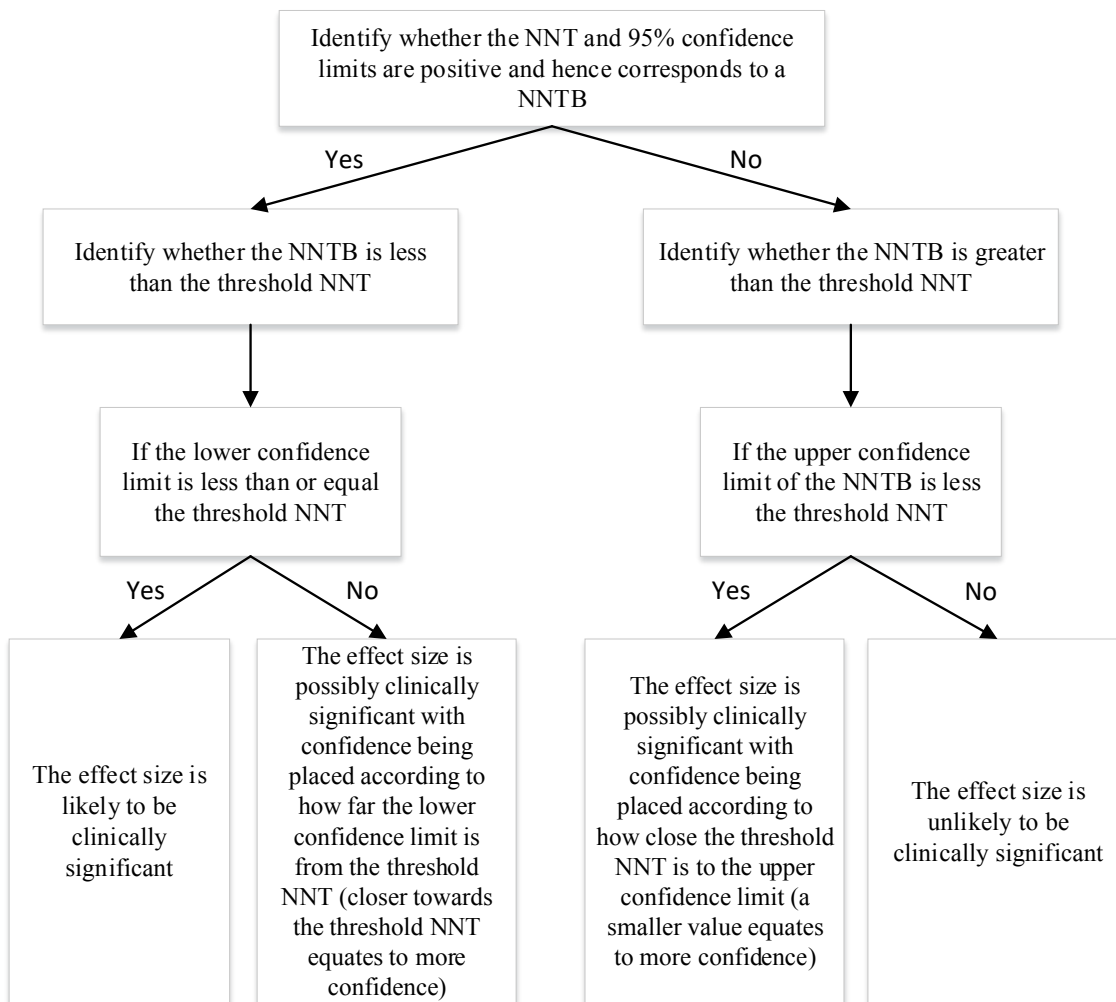 Identify whether the NNT and 95% confidence
limits are positive and hence corresponds to a
NNTB
Yes
No
Identify whether the NNTB is less
than the threshold NNT
Identify whether the NNTB is greater
than the threshold NNT
If the lower confidence
limit is less than or equal
the threshold NNT
If the upper confidence
limit of the NNTB is less
the threshold NNT
Yes
No
Yes
No
The effect size is
likely to be
clinically
significant
The effect size is
possibly clinically
significant with
confidence being
placed according to
how far the lower
confidence limit is
from the threshold
NNT (closer towards
the threshold NNT
equates to more
confidence)
The effect size is
possibly clinically
significant with
confidence being
placed according to
how close the threshold
NNT is to the upper
confidence limit (a
smaller value equates
to more confidence)
The effect size is
unlikely to be
clinically significant